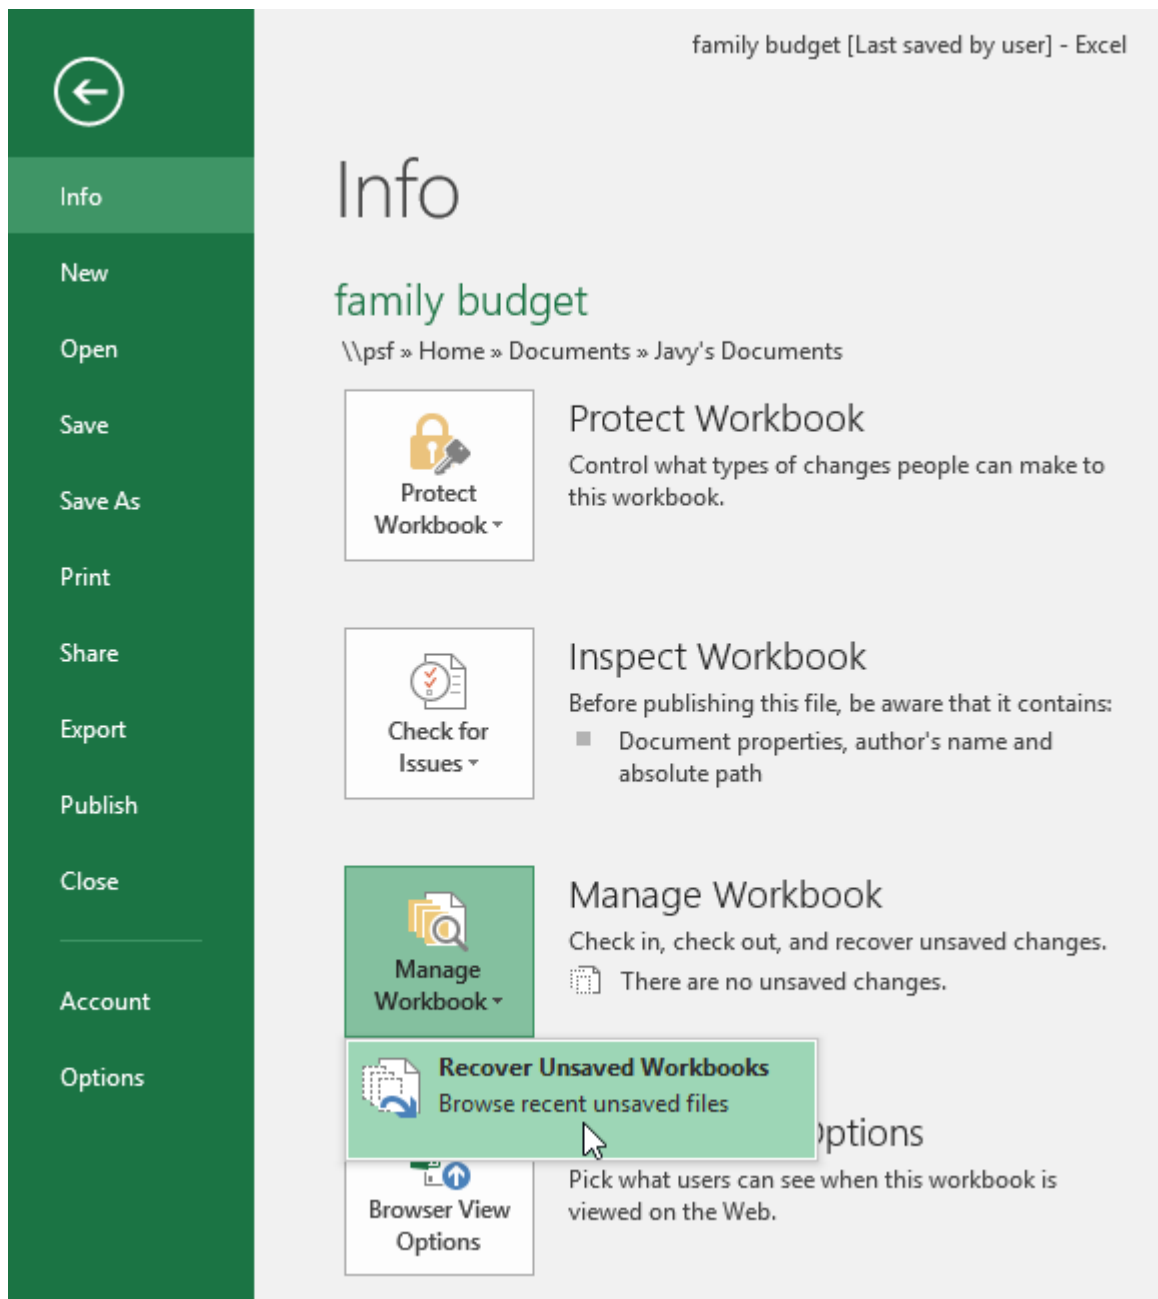 family budget [Last saved by user] - Excel
Info
New
Open
Save
Save As
Print
Share
Export
Publish
Close
Account
Options
Info
family budget
\\psf » Home » Documents » Javy's Documents
Protect
Workbook
Protect Workbook
Control what types of changes people can make to
this workbook.
Check for
Issues
Inspect Workbook
Before publishing this file, be aware that it contains:
Document properties, author's name and
absolute path
Manage
Workbook
Manage Workbook
Check in, check out, and recover unsaved changes.
There are no unsaved changes.
Recover Unsaved Workbooks
Browse recent unsaved files
Browser View
Options
ptions
Pick what users can see when this workbook is
viewed on the Web.